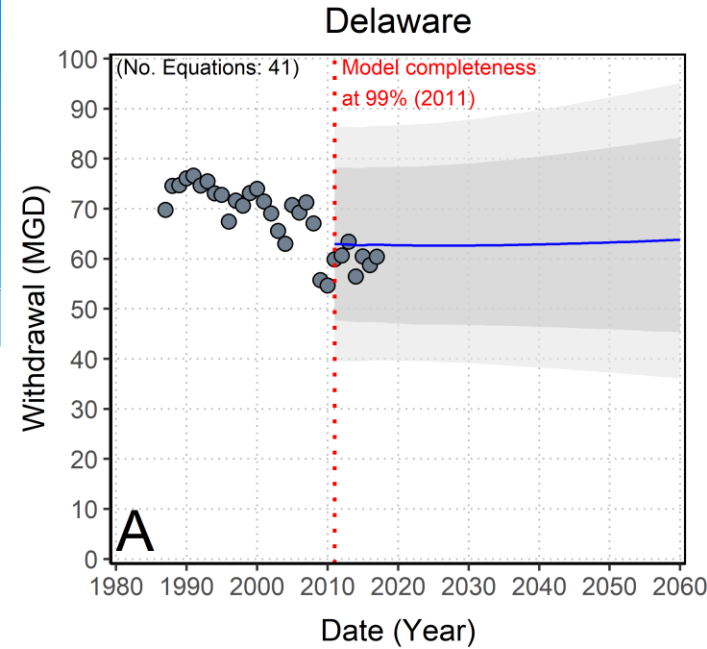 Delaware
(No. Equations: 41)
Model completeness
at 99% (2011)
100
90
80
70
60
50
40
30
20
10
0
Withdrawal (MGD)
A
1980 1990 2000 2010 2020 2030 2040 2050 2060
Date (Year)